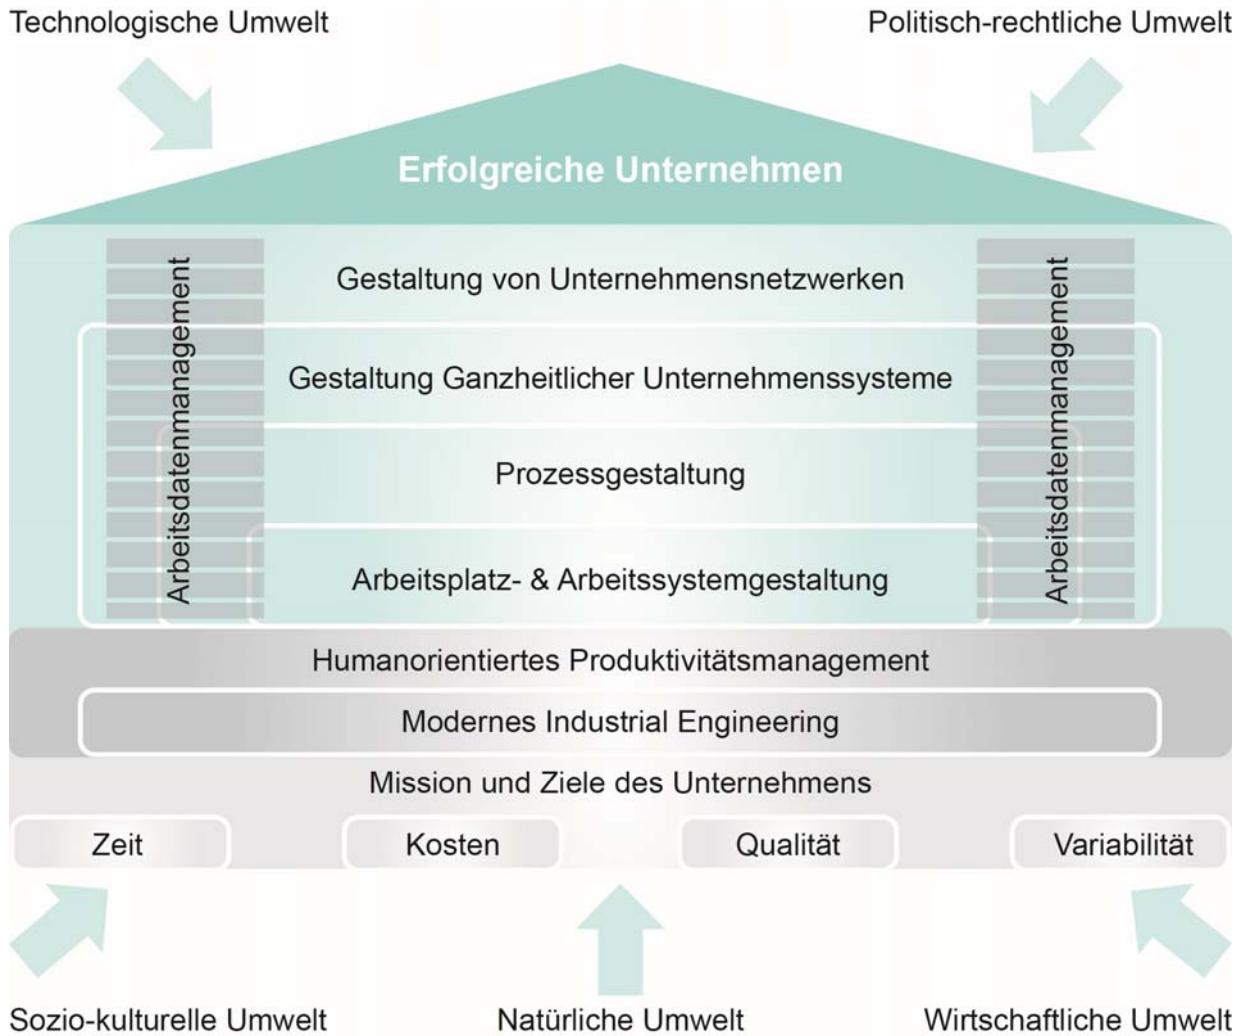 Technologische Umwelt
Politisch-rechtliche Umwelt
Erfolgreiche Unternehmen
Arbeitsdatenmanagement
Gestaltung von Unternehmensnetzwerken
Gestaltung Ganzheitlicher Unternehmenssysteme
Prozessgestaltung
Arbeitsplatz- & Arbeitssystemgestaltung
Arbeitsdatenmanagement
Humanorientiertes Produktivitätsmanagement
Modernes Industrial Engineering
Mission und Ziele des Unternehmens
Zeit
Kosten
Qualität
Variabilität
Sozio-kulturelle Umwelt
Natürliche Umwelt
Wirtschaftliche Umwelt